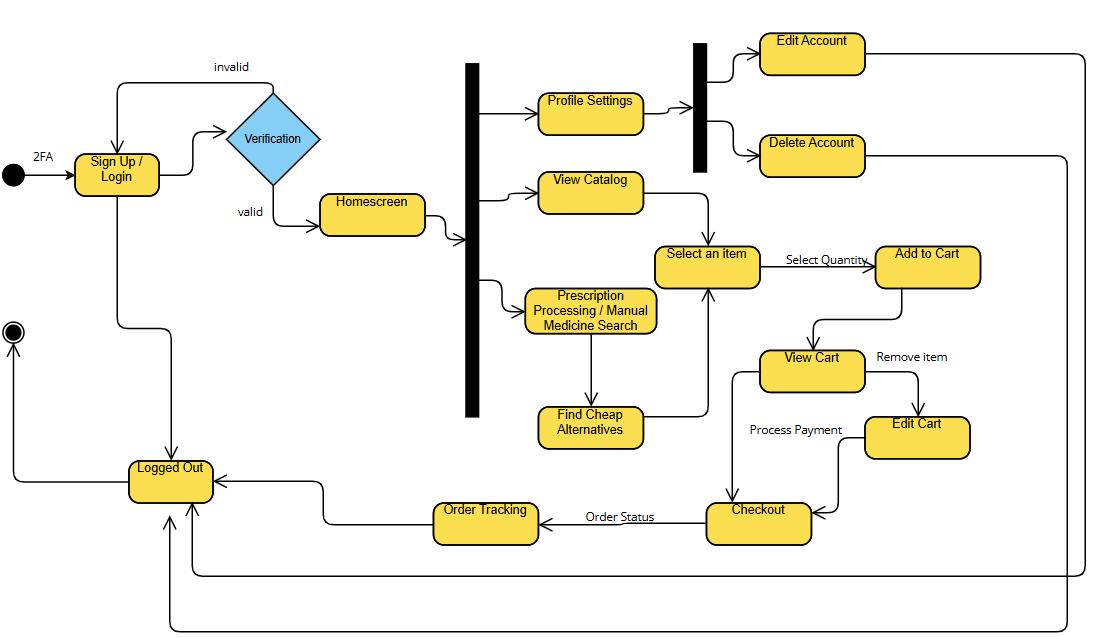 Edit Account
invalid
Profile Settings
Verification
Delete Account
2FA
Sign Up /
Login
View Catalog
Homescreen
valid
Select an item
Select Quantity
Add to Cart
Prescription
Processing / Manual
Medicine Search
View Cart
Remove item
Find Cheap
Alternatives
Edit Cart
Process Payment
Logged Out
Order Tracking
Order Status
Checkout